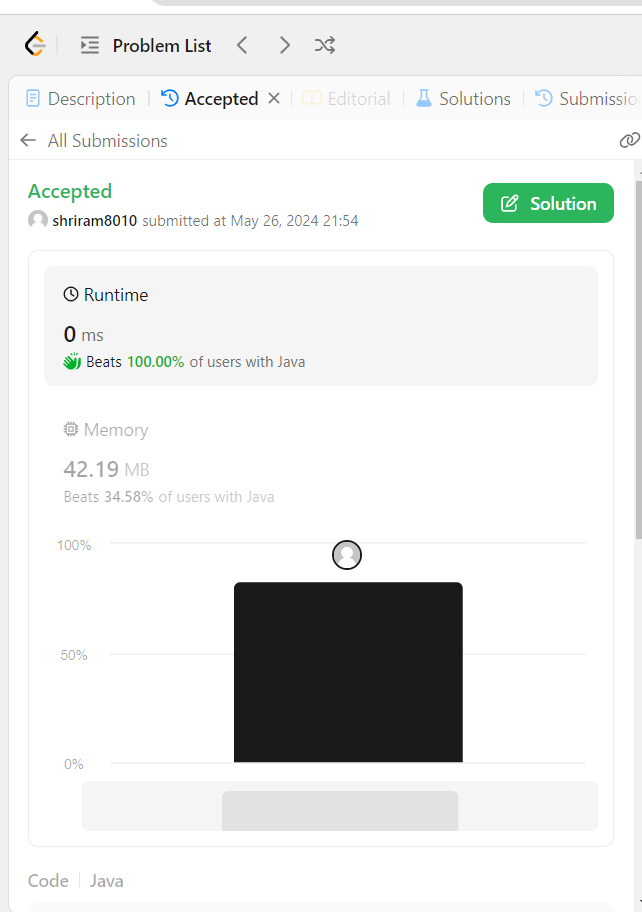 Problem List
Description
Accepted
Editorial
Solutions
Submissio
All Submissions
Accepted
Solution
shriram8010 submitted at May 26, 2024 21:54
Runtime
0 ms
Beats 100.00% of users with Java
Memory
42.19 MB
Beats 34.58% of users with Java
100%
50%
0%
Code
Java